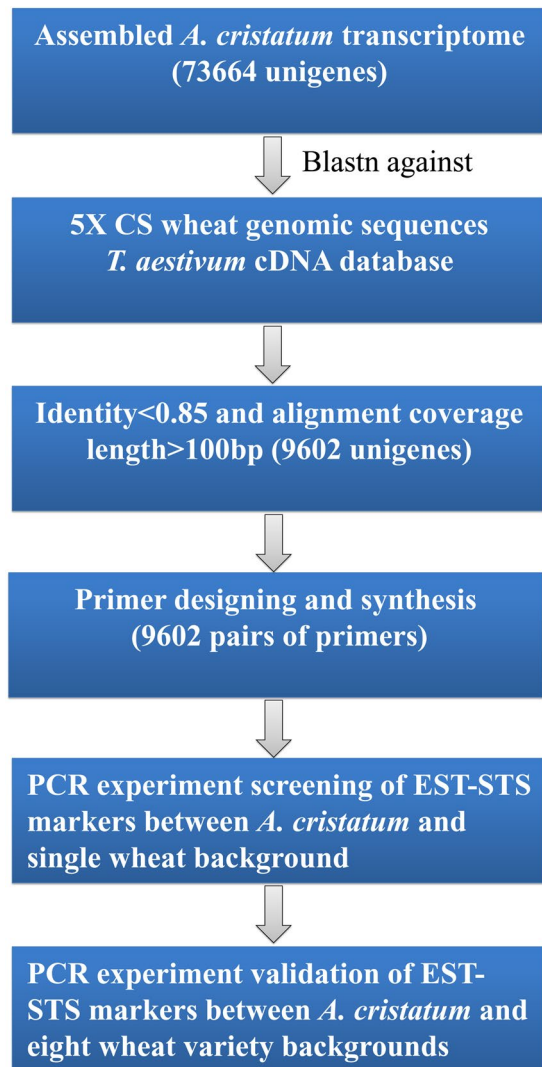 Assembled A. cristatum transcriptome
(73664 unigenes)
Blastn against
5X CS wheat genomic sequences
T. aestivum cDNA database
Identity<0.85 and alignment coverage
length>100bp (9602 unigenes)
Primer designing and synthesis
(9602 pairs of primers)
PCR experiment screening of EST-STS
markers between A. cristatum and
single wheat background
PCR experiment validation of EST-
STS markers between A. cristatum and
eight wheat variety backgrounds